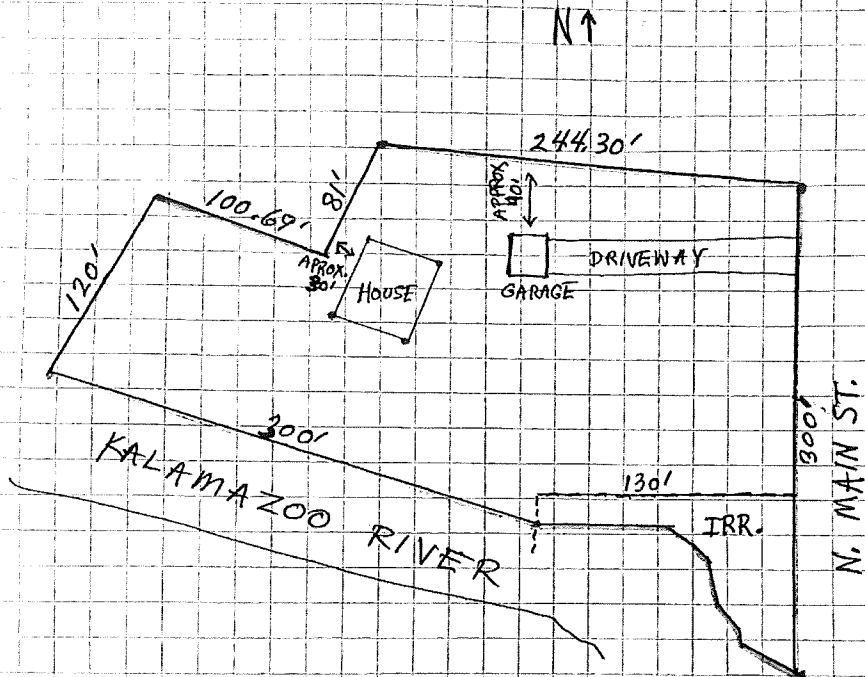 N↑
244.30'
81'
APPROX. 40'
100.69'
120'
APROX. 30'
HOUSE
GARAGE
DRIVEWAY
300'
N. MAIN ST.
300'
130'
IRR.
KALAMAZOO RIVER